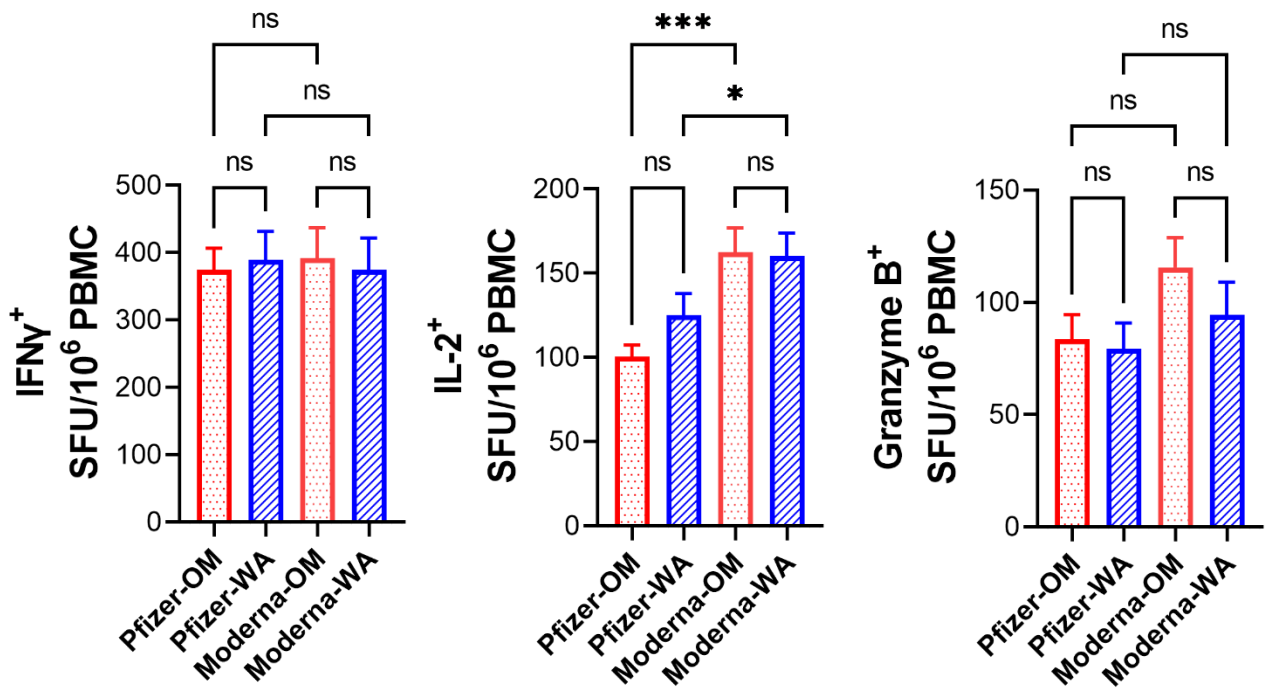 ns
ns
ns
ns
500
400
300
200
100
0
IFNγ⁺
SFU/10⁶ PBMC
Pfizer-OM
Pfizer-WA
Moderna-OM
Moderna-WA
***
*
ns
ns
200
150
100
50
0
IL-2⁺
SFU/10⁶ PBMC
Pfizer-OM
Pfizer-WA
Moderna-OM
Moderna-WA
ns
ns
ns
ns
150
100
50
0
Granzyme B⁺
SFU/10⁶ PBMC
Pfizer-OM
Pfizer-WA
Moderna-OM
Moderna-WA